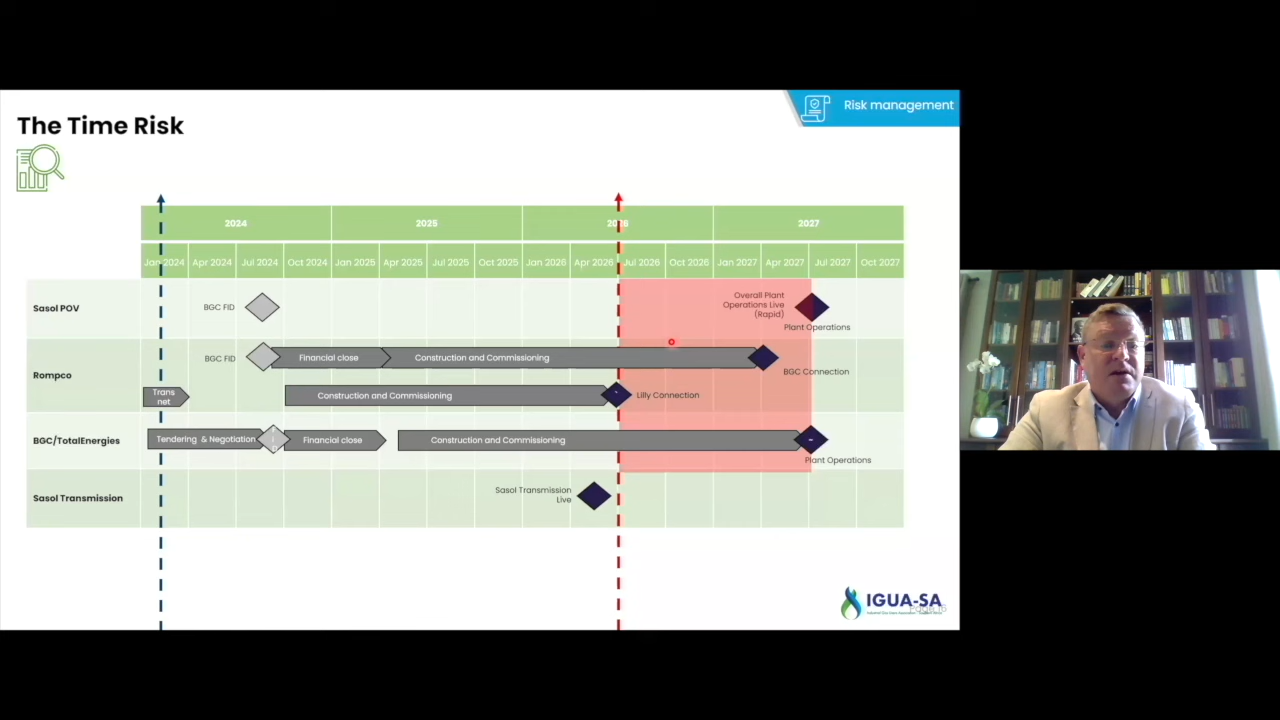 Risk management
The Time Risk
2024 2025 2027
Jan 2024 Apr 2024 Jul 2024 Oct 2024 Jan 2025 Apr 2025 Jul 2025 Oct 2025 Jan 2026 Apr 2026 Jul 2026 Oct 2026 Jan 2027 Apr 2027 Jul 2027 Oct 2027
Sasol POV
BGC FID
Overall Plant
Operations Live
(Rapid)
Plant Operations
Rompco
BGC FID
Financial close
Construction and Commissioning
BGC Connection
Trans
net
Construction and Commissioning
Lilly Connection
BGC/TotalEnergies
Tendering & Negotiation
Financial close
Construction and Commissioning
Plant Operations
Sasol Transmission
Sasol Transmission
Live
IGUA-SA